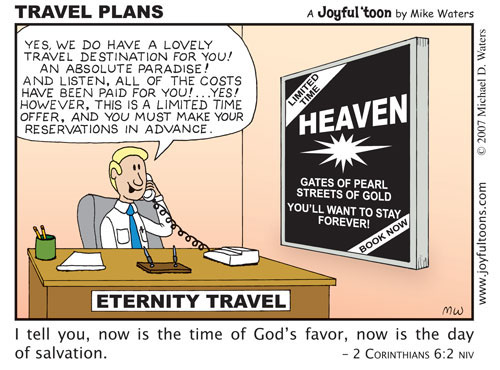 TRAVEL PLANS
A Joyful 'toon by Mike Waters
YES, WE DO HAVE A LOVELY
TRAVEL DESTINATION FOR YOU!
AN ABSOLUTE PARADISE!
AND LISTEN, ALL OF THE COSTS
HAVE BEEN PAID FOR YOU!...YES!
HOWEVER, THIS IS A LIMITED TIME
OFFER, AND YOU MUST MAKE YOUR
RESERVATIONS IN ADVANCE.
LIMITED
TIME
HEAVEN
GATES OF PEARL
STREETS OF GOLD
YOU'LL WANT TO STAY
FOREVER!
BOOK NOW
ETERNITY TRAVEL
MW
© 2007 Michael D. Waters
www.joyfultoons.com
I tell you, now is the time of God's favor, now is the day
of salvation.
– 2 CORINTHIANS 6:2 NIV